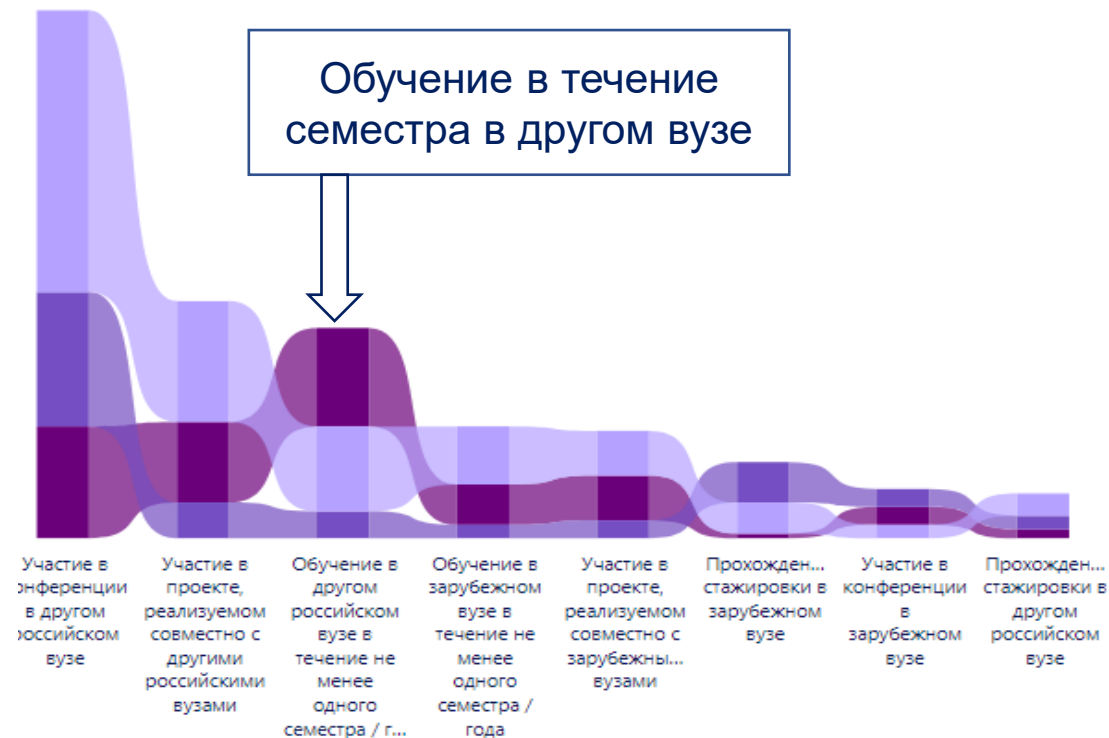 Обучение в течение
семестра в другом вузе
Участие в
онференции
в другом
российском
вузе
Участие в
проекте,
реализуемом
совместно с
другими
российскими
вузами
Обучение в
другом
российском
вузе в
течение не
менее
одного
семестра / г...
Обучение в
зарубежном
вузе в
течение не
менее
одного
семестра /
года
Участие в
проекте,
реализуемом
совместно с
зарубежны...
вузами
Прохожден...
стажировки в
зарубежном
вузе
Участие в
конференции
в
зарубежном
вузе
Прохожден...
стажировки в
другом
российском
вузе